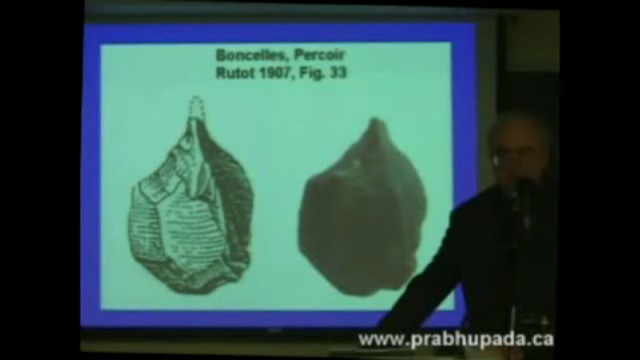 Boncelles, Percoir
Rutot 1907, Fig. 33
www.prabhupada.ca